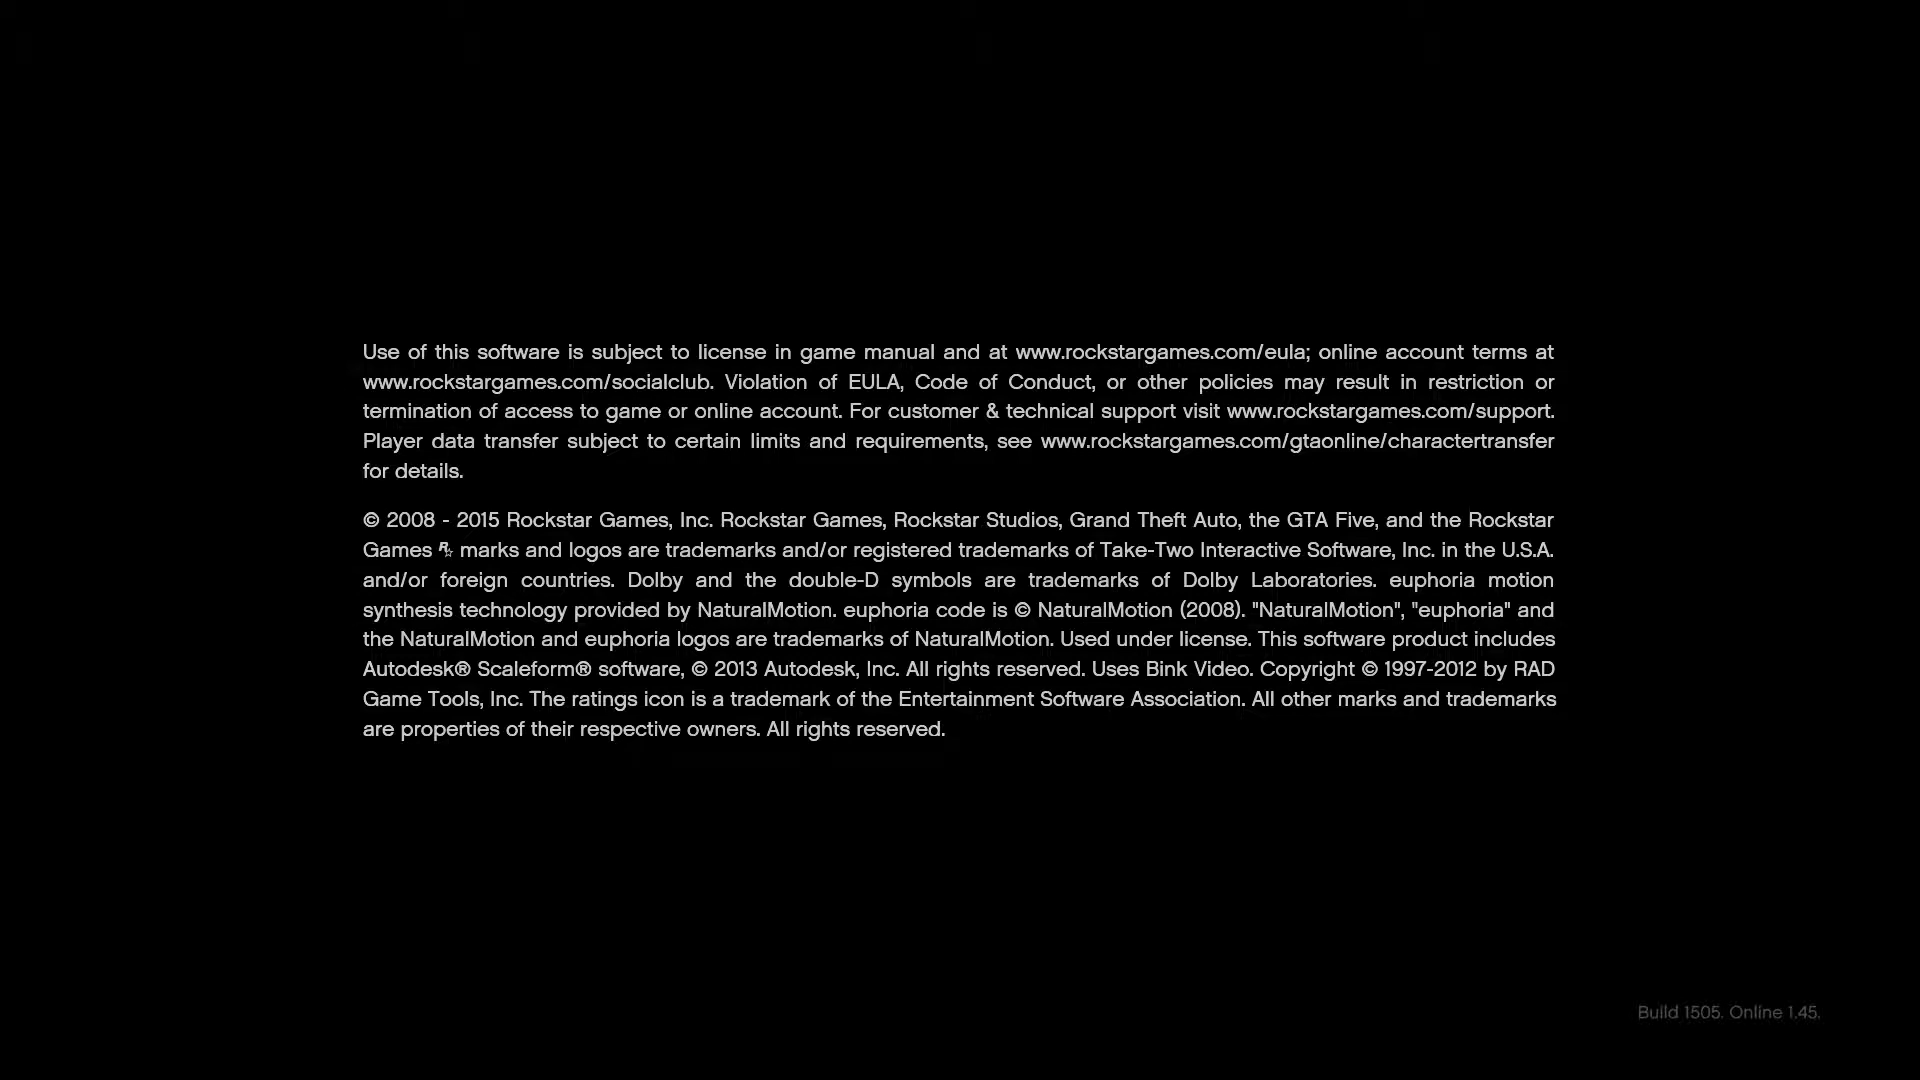 Use of this software is subject to license in game manual and at www.rockstargames.com/eula; online account terms at
www.rockstargames.com/socialclub. Violation of EULA, Code of Conduct, or other policies may result in restriction or
termination of access to game or online account. For customer & technical support visit www.rockstargames.com/support.
Player data transfer subject to certain limits and requirements, see www.rockstargames.com/gtaonline/charactertransfer
for details.
© 2008 - 2015 Rockstar Games, Inc. Rockstar Games, Rockstar Studios, Grand Theft Auto, the GTA Five, and the Rockstar
Games R* marks and logos are trademarks and/or registered trademarks of Take-Two Interactive Software, Inc. in the U.S.A.
and/or foreign countries. Dolby and the double-D symbols are trademarks of Dolby Laboratories. euphoria motion
synthesis technology provided by NaturalMotion. euphoria code is © NaturalMotion (2008). "NaturalMotion", "euphoria" and
the NaturalMotion and euphoria logos are trademarks of NaturalMotion. Used under license. This software product includes
Autodesk® Scaleform® software, © 2013 Autodesk, Inc. All rights reserved. Uses Bink Video. Copyright © 1997-2012 by RAD
Game Tools, Inc. The ratings icon is a trademark of the Entertainment Software Association. All other marks and trademarks
are properties of their respective owners. All rights reserved.
Build 1505. Online 1.45.